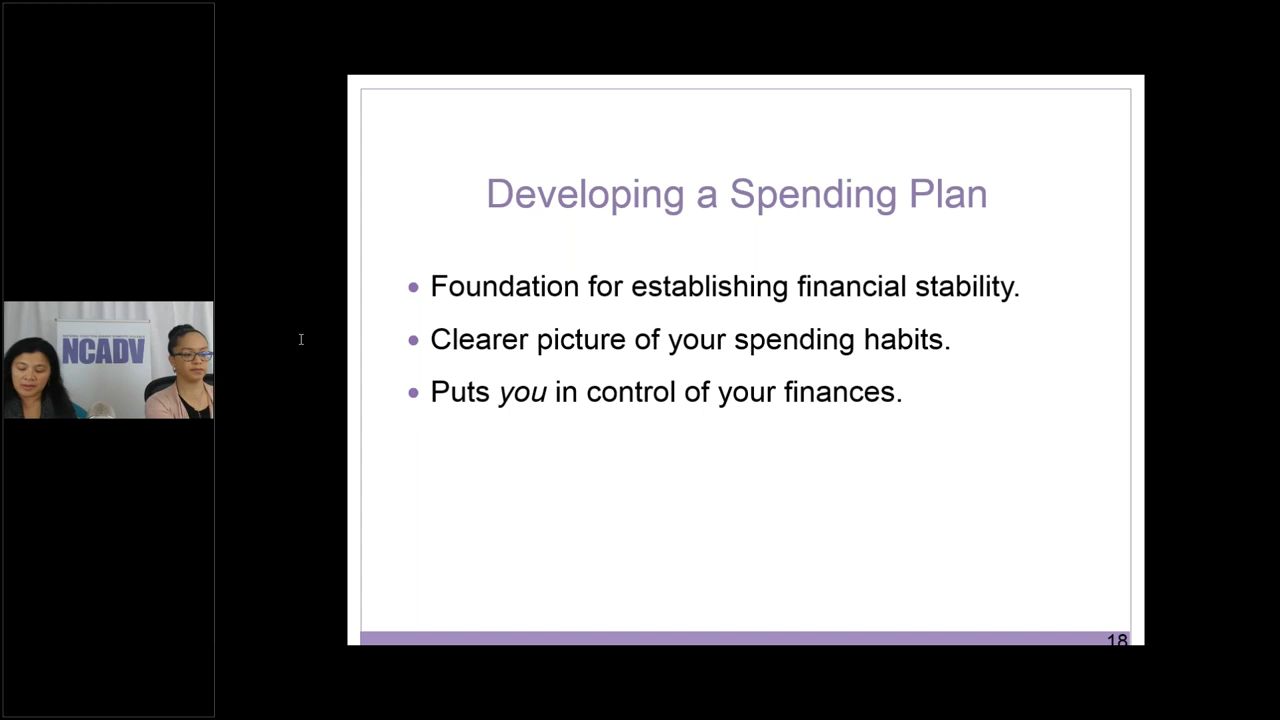 NCADV
Developing a Spending Plan
• Foundation for establishing financial stability.
• Clearer picture of your spending habits.
• Puts you in control of your finances.
18